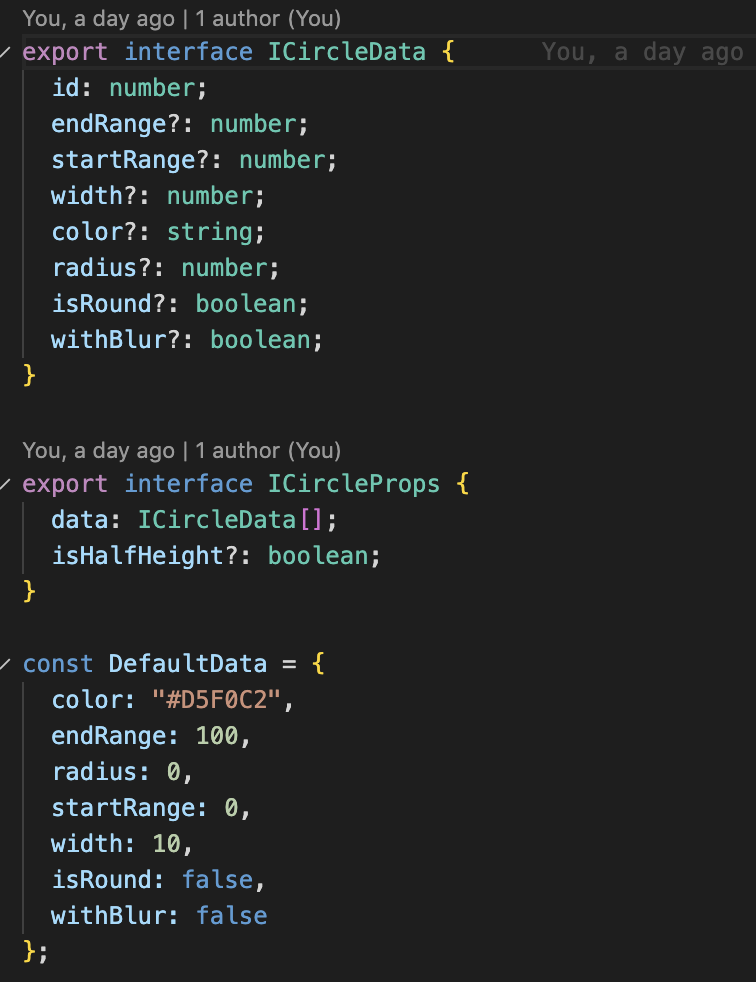 You, a day ago | 1 author (You)
export interface ICircleData {    You, a day ago
  id: number;
  endRange?: number;
  startRange?: number;
  width?: number;
  color?: string;
  radius?: number;
  isRound?: boolean;
  withBlur?: boolean;
}
You, a day ago | 1 author (You)
export interface ICircleProps {
  data: ICircleData[];
  isHalfHeight?: boolean;
}
const DefaultData = {
  color: "#D5F0C2",
  endRange: 100,
  radius: 0,
  startRange: 0,
  width: 10,
  isRound: false,
  withBlur: false
};